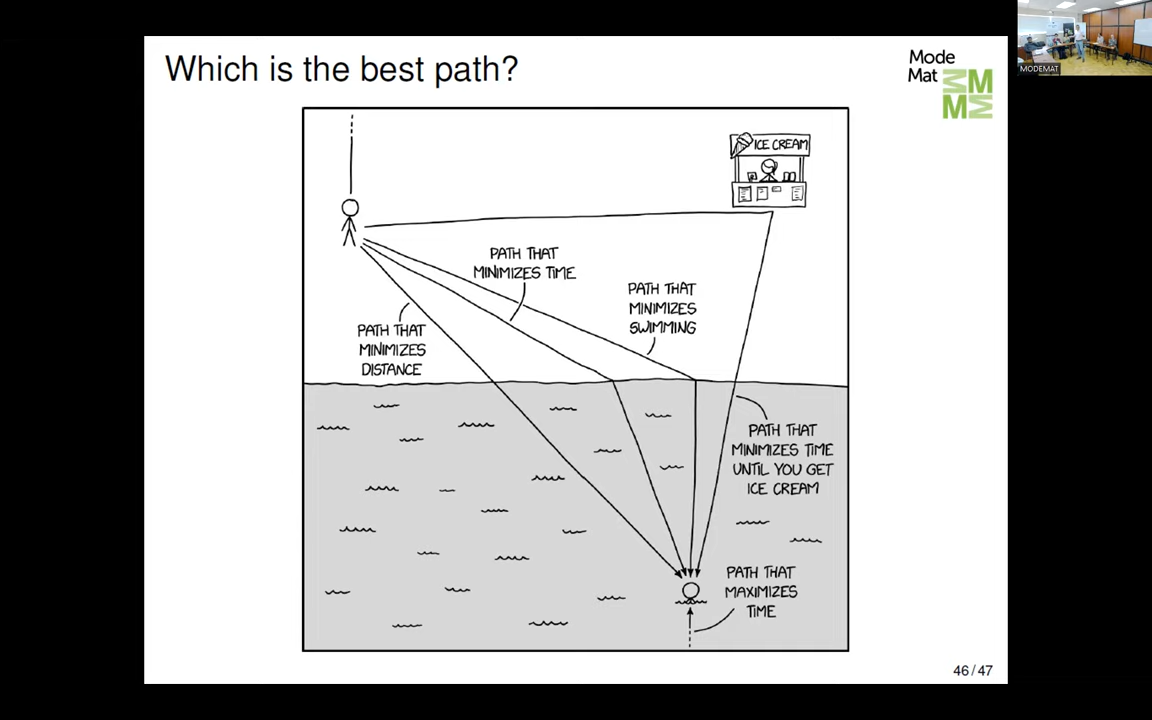 Which is the best path?
Mode
Mat
M
MODEMAT
ICE CREAM
PATH THAT
MINIMIZES TIME
PATH THAT
MINIMIZES
SWIMMING
PATH THAT
MINIMIZES
DISTANCE
PATH THAT
MINIMIZES TIME
UNTIL YOU GET
ICE CREAM
PATH THAT
MAXIMIZES
TIME
46 / 47